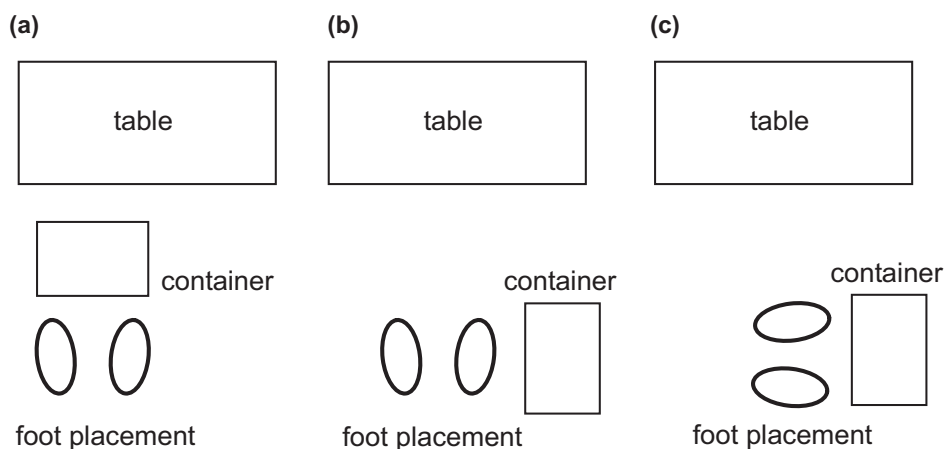 (a)
(b)
(c)
table
table
table
container
container
container
foot placement
foot placement
foot placement